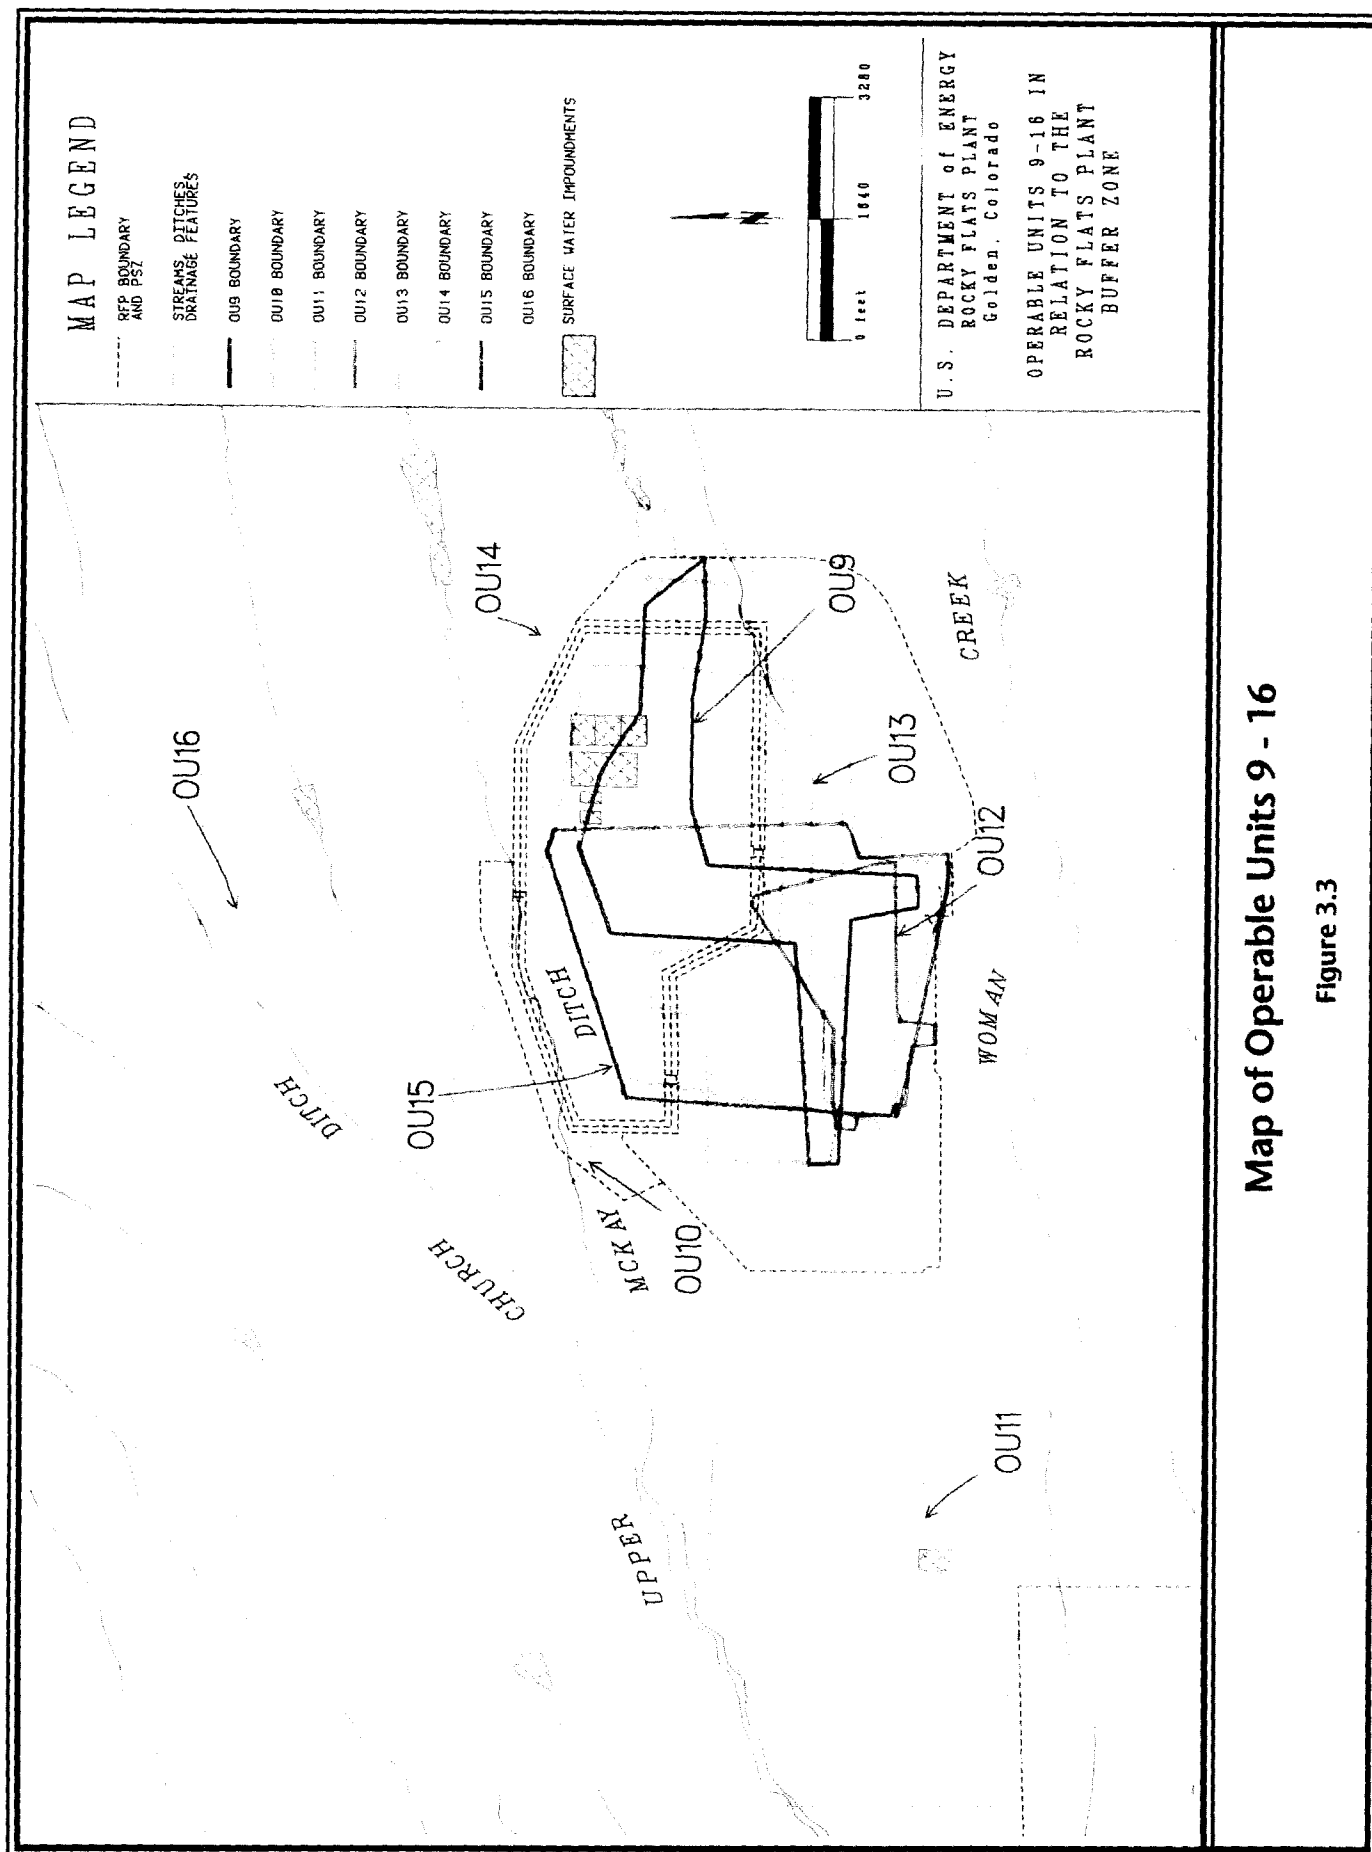 MAP LEGEND
RFP BOUNDARY
AND PSZ
STREAMS, DITCHES,
DRAINAGE FEATURES
OU9 BOUNDARY
OU10 BOUNDARY
OU11 BOUNDARY
OU12 BOUNDARY
OU13 BOUNDARY
OU14 BOUNDARY
OU15 BOUNDARY
OU16 BOUNDARY
SURFACE WATER IMPOUNDMENTS
N
0 feet 1640 3280
U.S. DEPARTMENT of ENERGY
ROCKY FLATS PLANT
Golden, Colorado
OPERABLE UNITS 9-16 IN
RELATION TO THE
ROCKY FLATS PLANT
BUFFER ZONE
OU16
OU14
DITCH
CHURCH
OU15
DITCH
MCKAY
UPPER
OU10
OU9
OU13
OU12
CREEK
WOMAN
OU11
Map of Operable Units 9 - 16
Figure 3.3